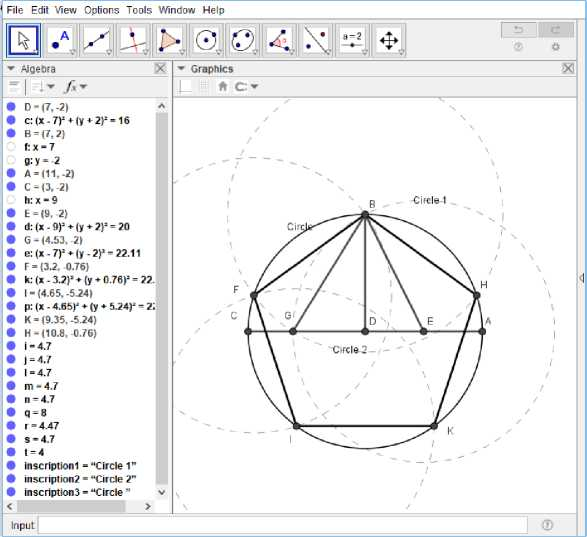 File Edit View Options Tools Window Help
A
a = 2
Algebra
Graphics
fx
D = (7, -2)
c: (x - 7)² + (y + 2)² = 16
B = (7, 2)
f: x = 7
g: y = -2
A = (11, -2)
C = (3, -2)
h: x = 9
E = (9, -2)
d: (x - 9)² + (y + 2)² = 20
G = (4.53, -2)
e: (x - 7)² + (y - 2)² = 22.11
F = (3.2, -0.76)
k: (x - 3.2)² + (y + 0.76)² = 22.
I = (4.65, -5.24)
p: (x - 4.65)² + (y + 5.24)² = 22
K = (9.35, -5.24)
H = (10.8, -0.76)
i = 4.7
j = 4.7
l = 4.7
m = 4.7
n = 4.7
q = 8
r = 4.47
s = 4.7
t = 4
inscription1 = “Circle 1”
inscription2 = “Circle 2”
inscription3 = “Circle ”
B
Circle 1
Circle
F
H
C
G
D
E
A
Circle 2
I
K
Input